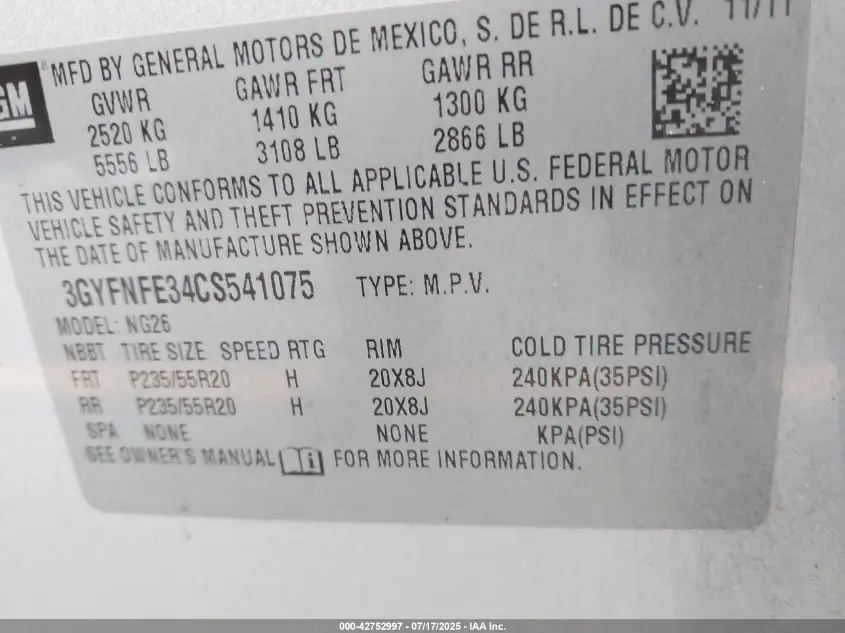 MFD BY GENERAL MOTORS DE MEXICO, S. DE R.L. DE C.V. 11/11
GM
GVWR GAWR FRT GAWR RR
2520 KG 1410 KG 1300 KG
5556 LB 3108 LB 2866 LB
THIS VEHICLE CONFORMS TO ALL APPLICABLE U.S. FEDERAL MOTOR
VEHICLE SAFETY AND THEFT PREVENTION STANDARDS IN EFFECT ON
THE DATE OF MANUFACTURE SHOWN ABOVE.
3GYFNFE34CS541075 TYPE: M.P.V.
MODEL: NG26
NBBT TIRE SIZE SPEED RTG RIM COLD TIRE PRESSURE
FRT P235/55R20 H 20X8J 240KPA(35PSI)
RR P235/55R20 H 20X8J 240KPA(35PSI)
SPA NONE NONE KPA(PSI)
SEE OWNER'S MANUAL i FOR MORE INFORMATION.
000-42752997 - 07/17/2025 - IAA Inc.